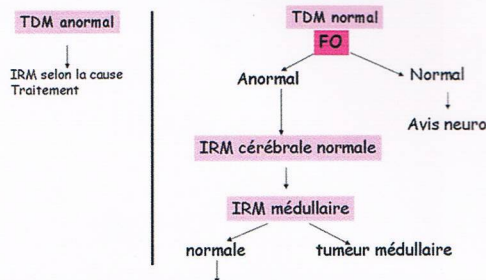 TDM anormal
IRM selon la cause
Traitement
TDM normal
FO
Anormal
Normal
Avis neuro
IRM cérébrale normale
IRM médullaire
normale
tumeur médullaire